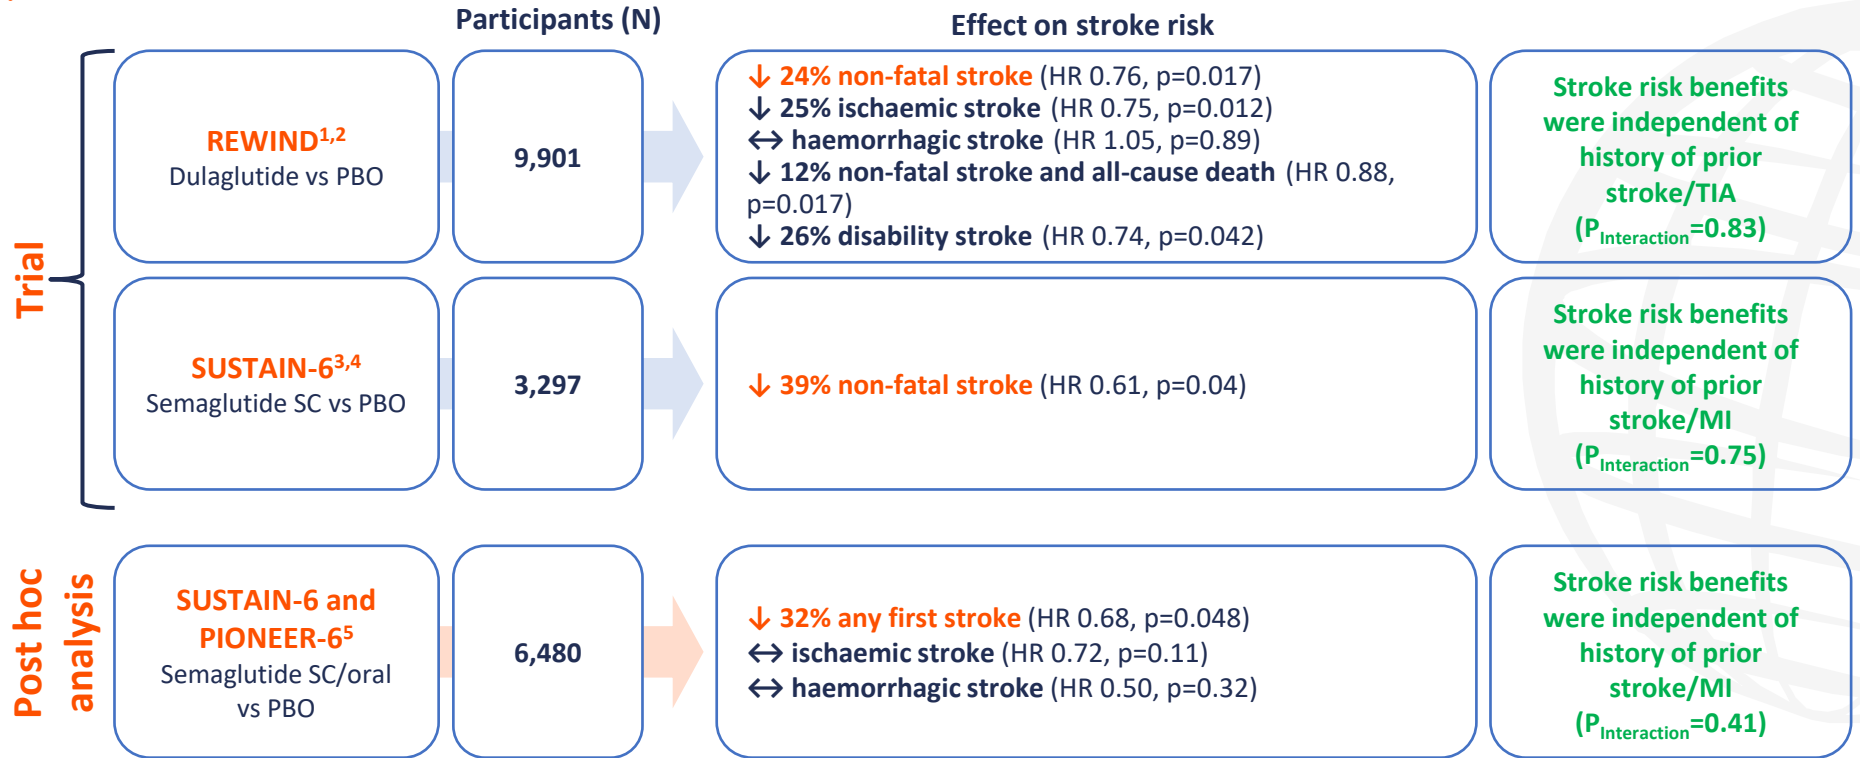 Participants (N)
Effect on stroke risk
Trial
REWIND1,2
Dulaglutide vs PBO
9,901
↓ 24% non-fatal stroke (HR 0.76, p=0.017)
↓ 25% ischaemic stroke (HR 0.75, p=0.012)
↔ haemorrhagic stroke (HR 1.05, p=0.89)
↓ 12% non-fatal stroke and all-cause death (HR 0.88,
p=0.017)
↓ 26% disability stroke (HR 0.74, p=0.042)
Stroke risk benefits
were independent of
history of prior
stroke/TIA
(PInteraction=0.83)
SUSTAIN-63,4
Semaglutide SC vs PBO
3,297
↓ 39% non-fatal stroke (HR 0.61, p=0.04)
Stroke risk benefits
were independent of
history of prior
stroke/MI
(PInteraction=0.75)
Post hoc
analysis
SUSTAIN-6 and
PIONEER-65
Semaglutide SC/oral
vs PBO
6,480
↓ 32% any first stroke (HR 0.68, p=0.048)
↔ ischaemic stroke (HR 0.72, p=0.11)
↔ haemorrhagic stroke (HR 0.50, p=0.32)
Stroke risk benefits
were independent of
history of prior
stroke/MI
(PInteraction=0.41)